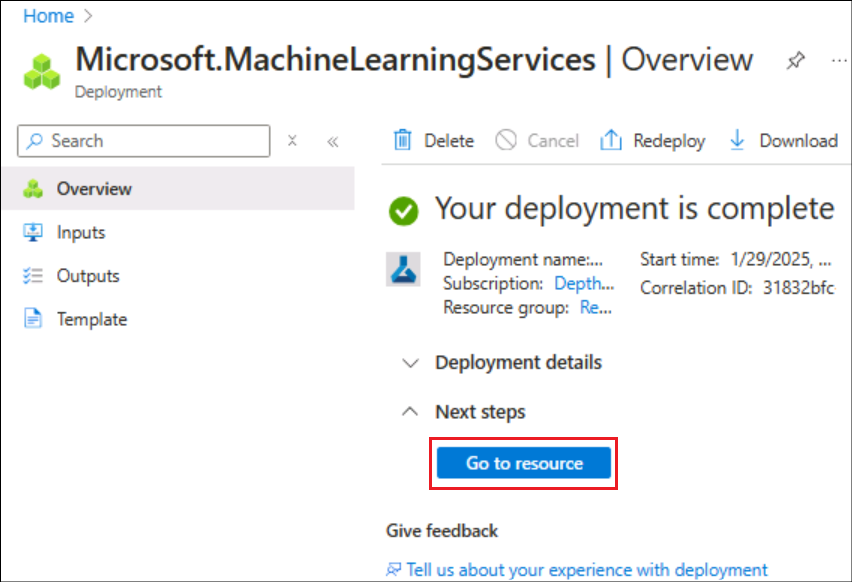 Home
Microsoft.MachineLearningServices | Overview
Deployment
Search
Delete Cancel Redeploy Download
Overview
Inputs
Outputs
Template
Your deployment is complete
Deployment name:... Start time: 1/29/2025, ...
Subscription: Depth... Correlation ID: 31832bfc
Resource group: Re...
Deployment details
Next steps
Go to resource
Give feedback
Tell us about your experience with deployment